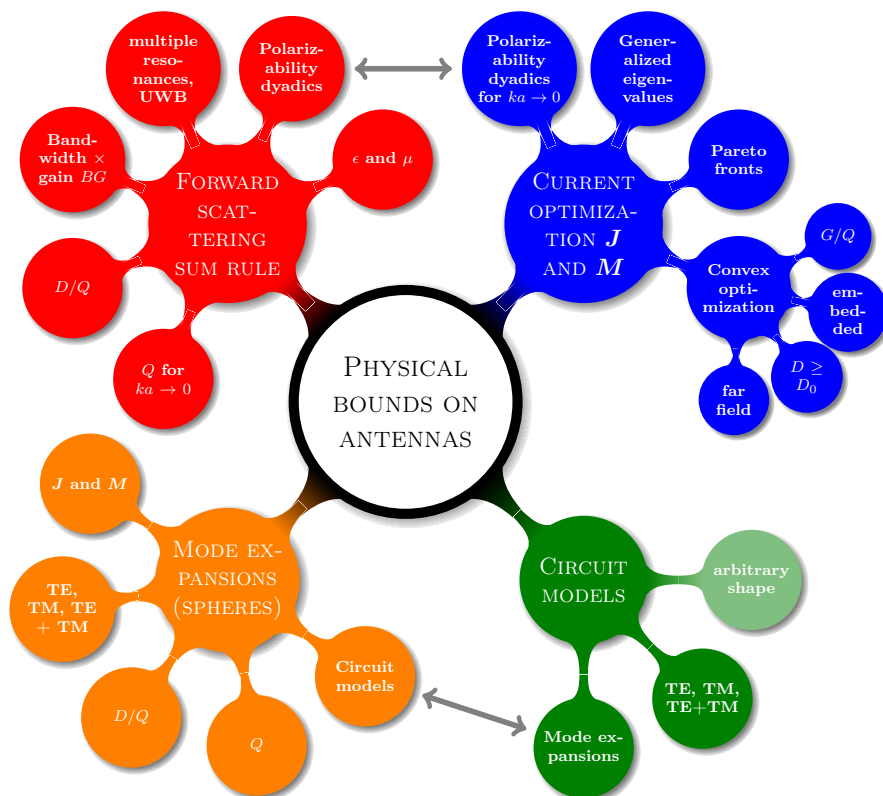 multiple
reso-
nances,
UWB
Polariz-
ability
dyadics
Band-
width ×
gain BG
ϵ and μ
FORWARD
SCAT-
TERING
SUM RULE
D/Q
Q for
ka → 0
Polariz-
ability
dyadics
for ka → 0
Gener-
alized
eigen-
values
Pareto
fronts
CURRENT
OPTIMIZA-
TION J
AND M
Convex
opti-
mization
G/Q
em-
bed-
ded
D ≥
D₀
far
field
PHYSICAL
BOUNDS ON
ANTENNAS
J and M
MODE EX-
PANSIONS
(SPHERES)
TE,
TM, TE
+ TM
D/Q
Q
Circuit
models
CIRCUIT
MODELS
arbitrary
shape
TE, TM,
TE+TM
Mode ex-
pansions